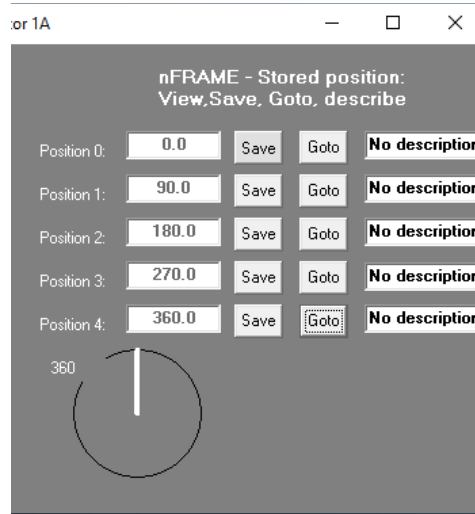 tor 1A
nFRAME - Stored position:
View,Save, Goto, describe
Position 0: 0.0 Save Goto No description
Position 1: 90.0 Save Goto No description
Position 2: 180.0 Save Goto No description
Position 3: 270.0 Save Goto No description
Position 4: 360.0 Save Goto No description
360